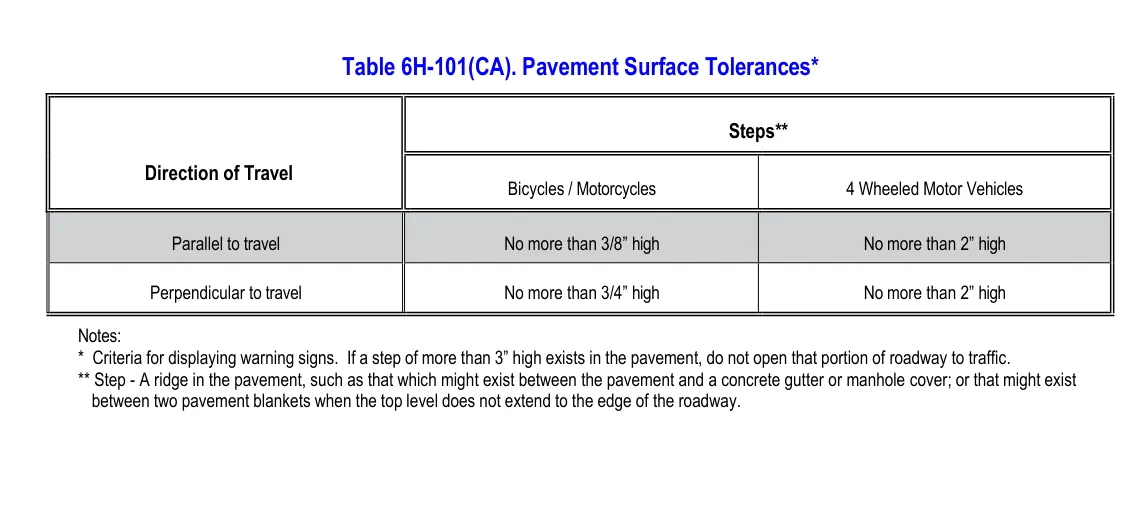 Table 6H-101(CA). Pavement Surface Tolerances*
Direction of Travel
Steps**
Bicycles / Motorcycles
4 Wheeled Motor Vehicles
Parallel to travel
No more than 3/8” high
No more than 2” high
Perpendicular to travel
No more than 3/4” high
No more than 2” high
Notes:
* Criteria for displaying warning signs. If a step of more than 3” high exists in the pavement, do not open that portion of roadway to traffic.
** Step - A ridge in the pavement, such as that which might exist between the pavement and a concrete gutter or manhole cover; or that might exist
between two pavement blankets when the top level does not extend to the edge of the roadway.